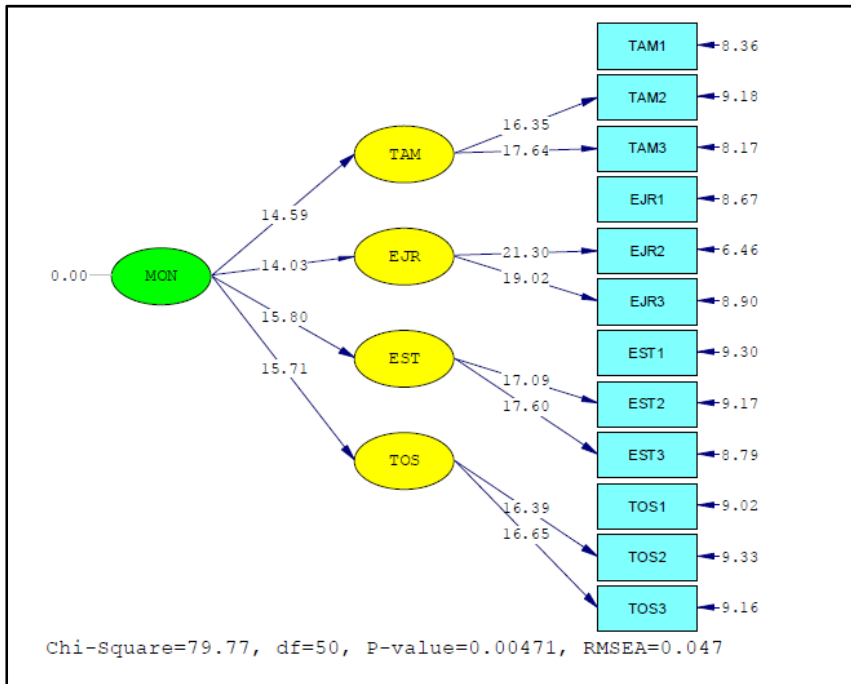 TAM1
8.36
TAM2
9.18
16.35
TAM
17.64
TAM3
8.17
14.59
EJR1
8.67
EJR
21.30
EJR2
6.46
0.00
MON
14.03
19.02
EJR3
8.90
15.80
EST1
9.30
EST
15.71
17.09
EST2
9.17
17.60
EST3
8.79
TOS
TOS1
9.02
16.39
TOS2
9.33
16.65
TOS3
9.16
Chi-Square=79.77, df=50, P-value=0.00471, RMSEA=0.047